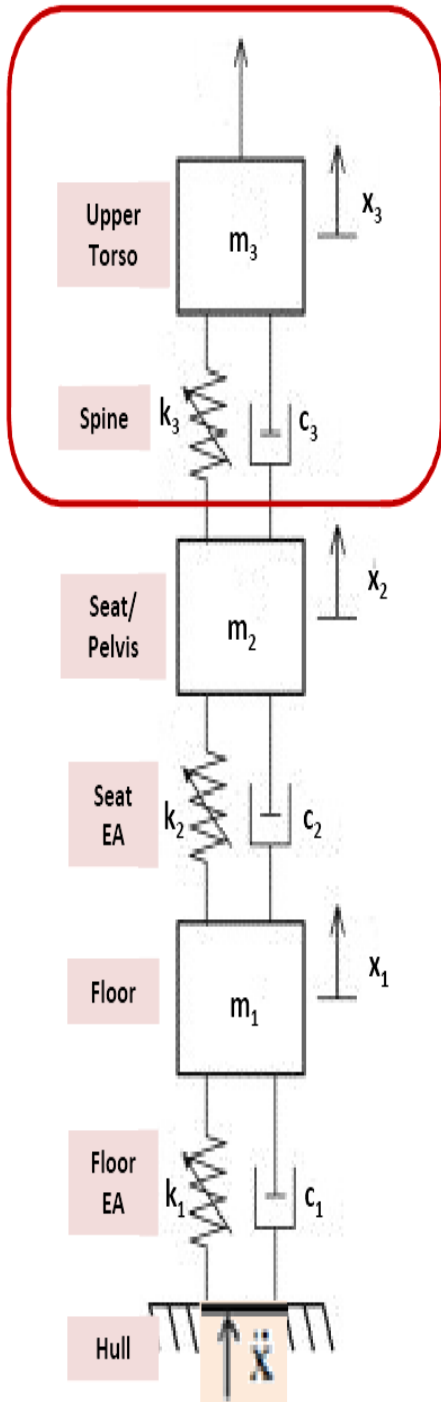 Upper
Torso
m₃
x₃
Spine
k₃
c₃
Seat/
Pelvis
m₂
x₂
Seat
EA
k₂
c₂
Floor
m₁
x₁
Floor
EA
k₁
c₁
Hull
Ẍ